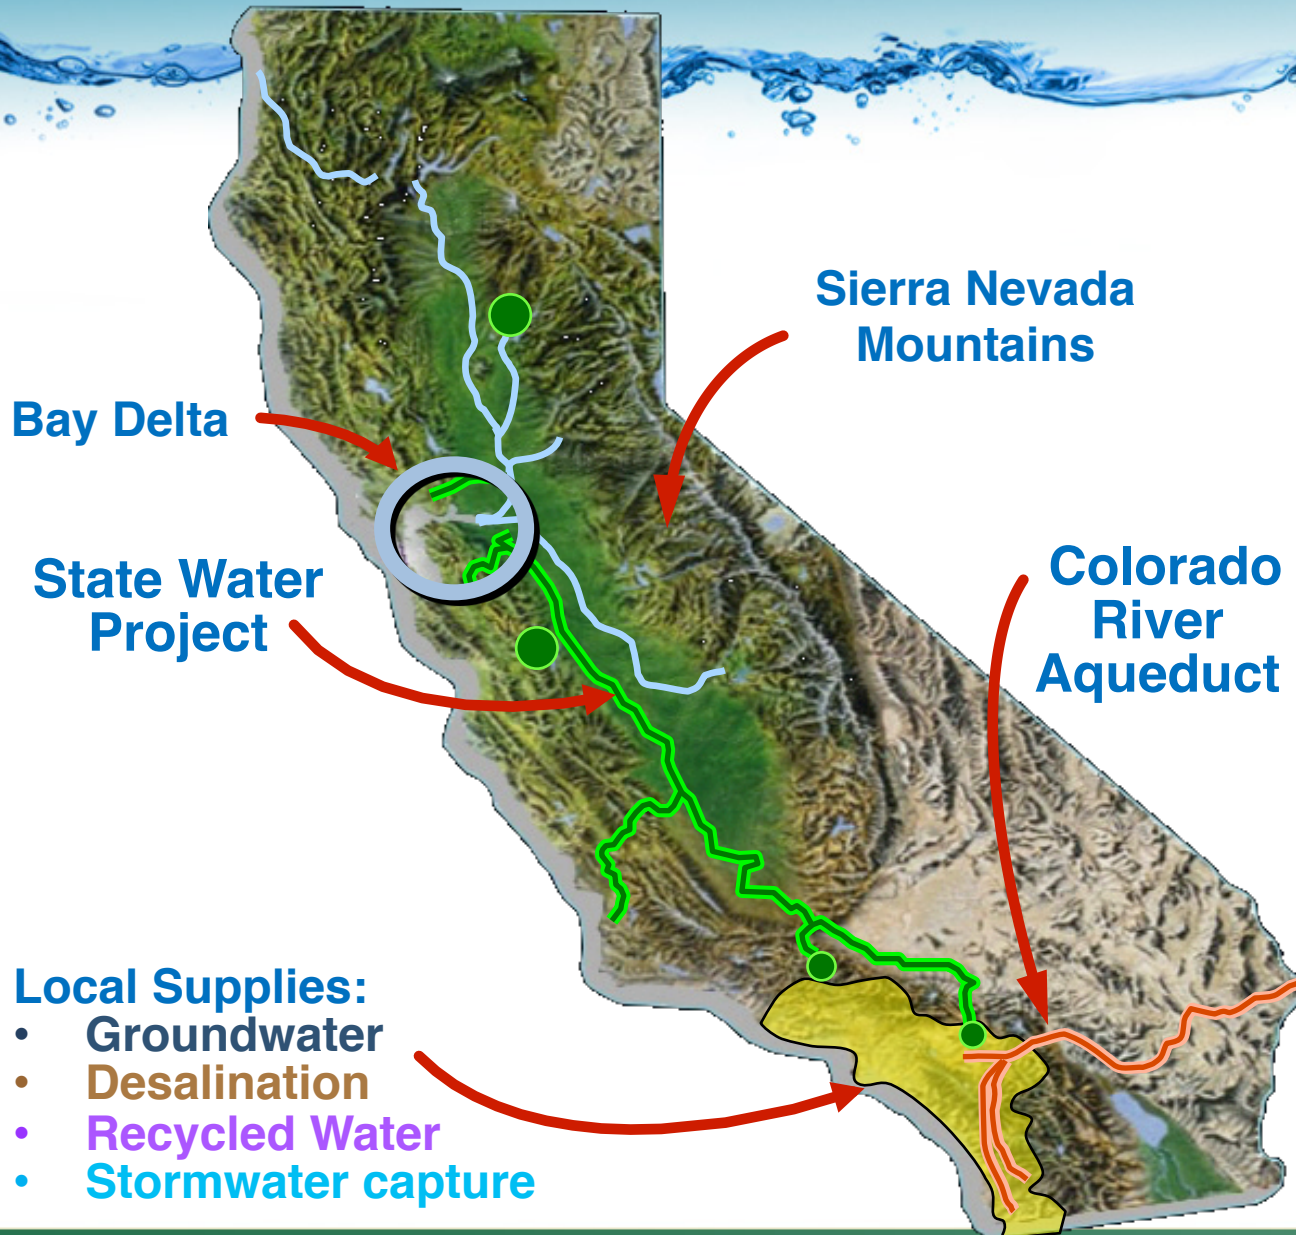 Sierra Nevada
Mountains
Bay Delta
State Water
Project
Colorado
River
Aqueduct
Local Supplies:
• Groundwater
• Desalination
• Recycled Water
• Stormwater capture